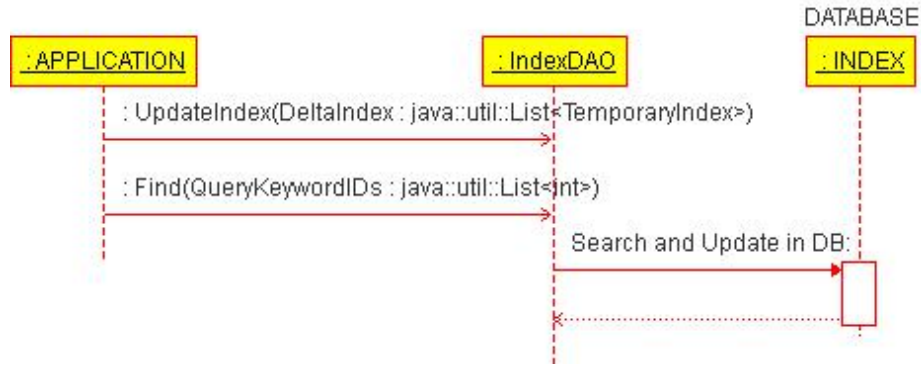 DATABASE
: APPLICATION
: IndexDAO
: INDEX
: UpdateIndex(DeltaIndex : java::util::List<TemporaryIndex>)
: Find(QueryKeywordIDs : java::util::List<int>)
Search and Update in DB: